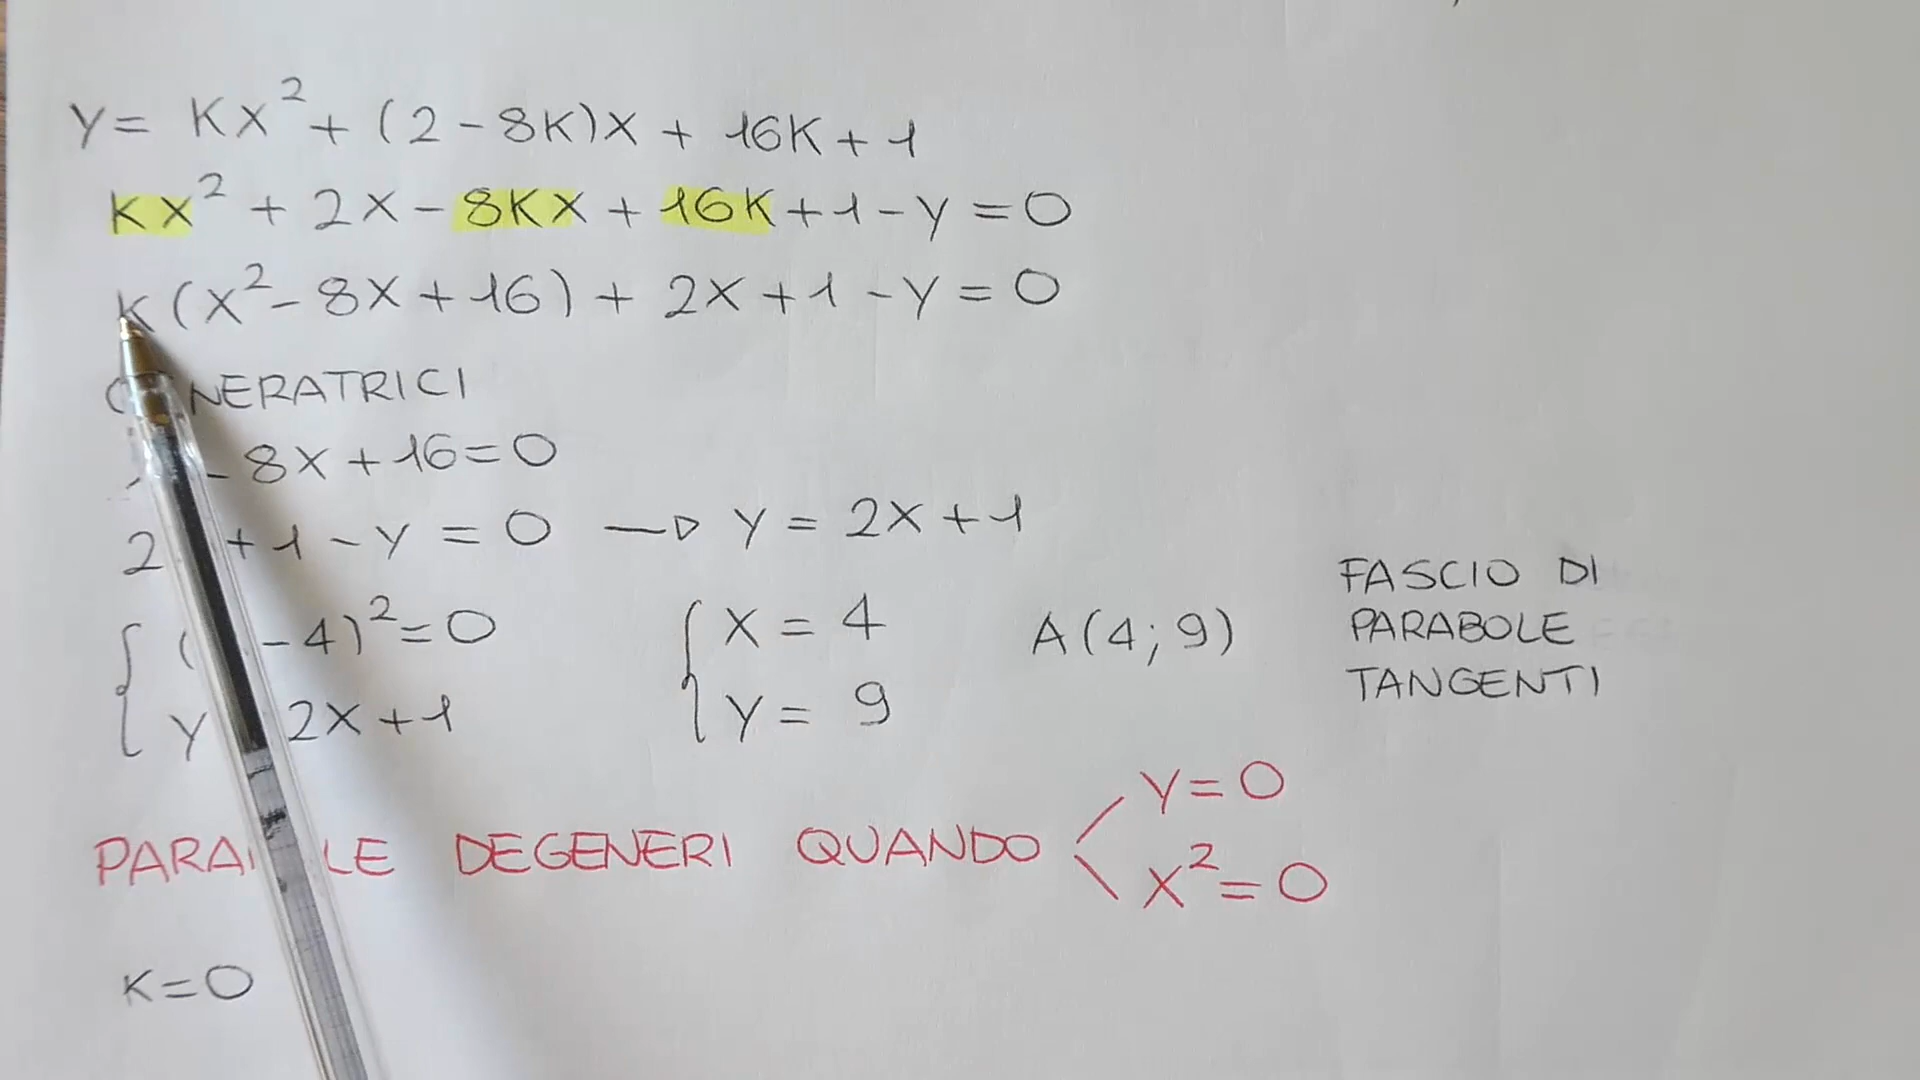 y = Kx² + (2 - 8K)x + 16K + 1
Kx² + 2x - 8Kx + 16K + 1 - y = 0
K(x² - 8x + 16) + 2x + 1 - y = 0
NERATRICI
- 8x + 16 = 0
2 + 1 - y = 0 → y = 2x + 1
{ ( - 4)² = 0
y 2x + 1
{ x = 4
y = 9
A(4; 9)
FASCIO DI
PARABOLE
TANGENTI
PARA LE DEGENERI QUANDO
y = 0
x² = 0
K = 0